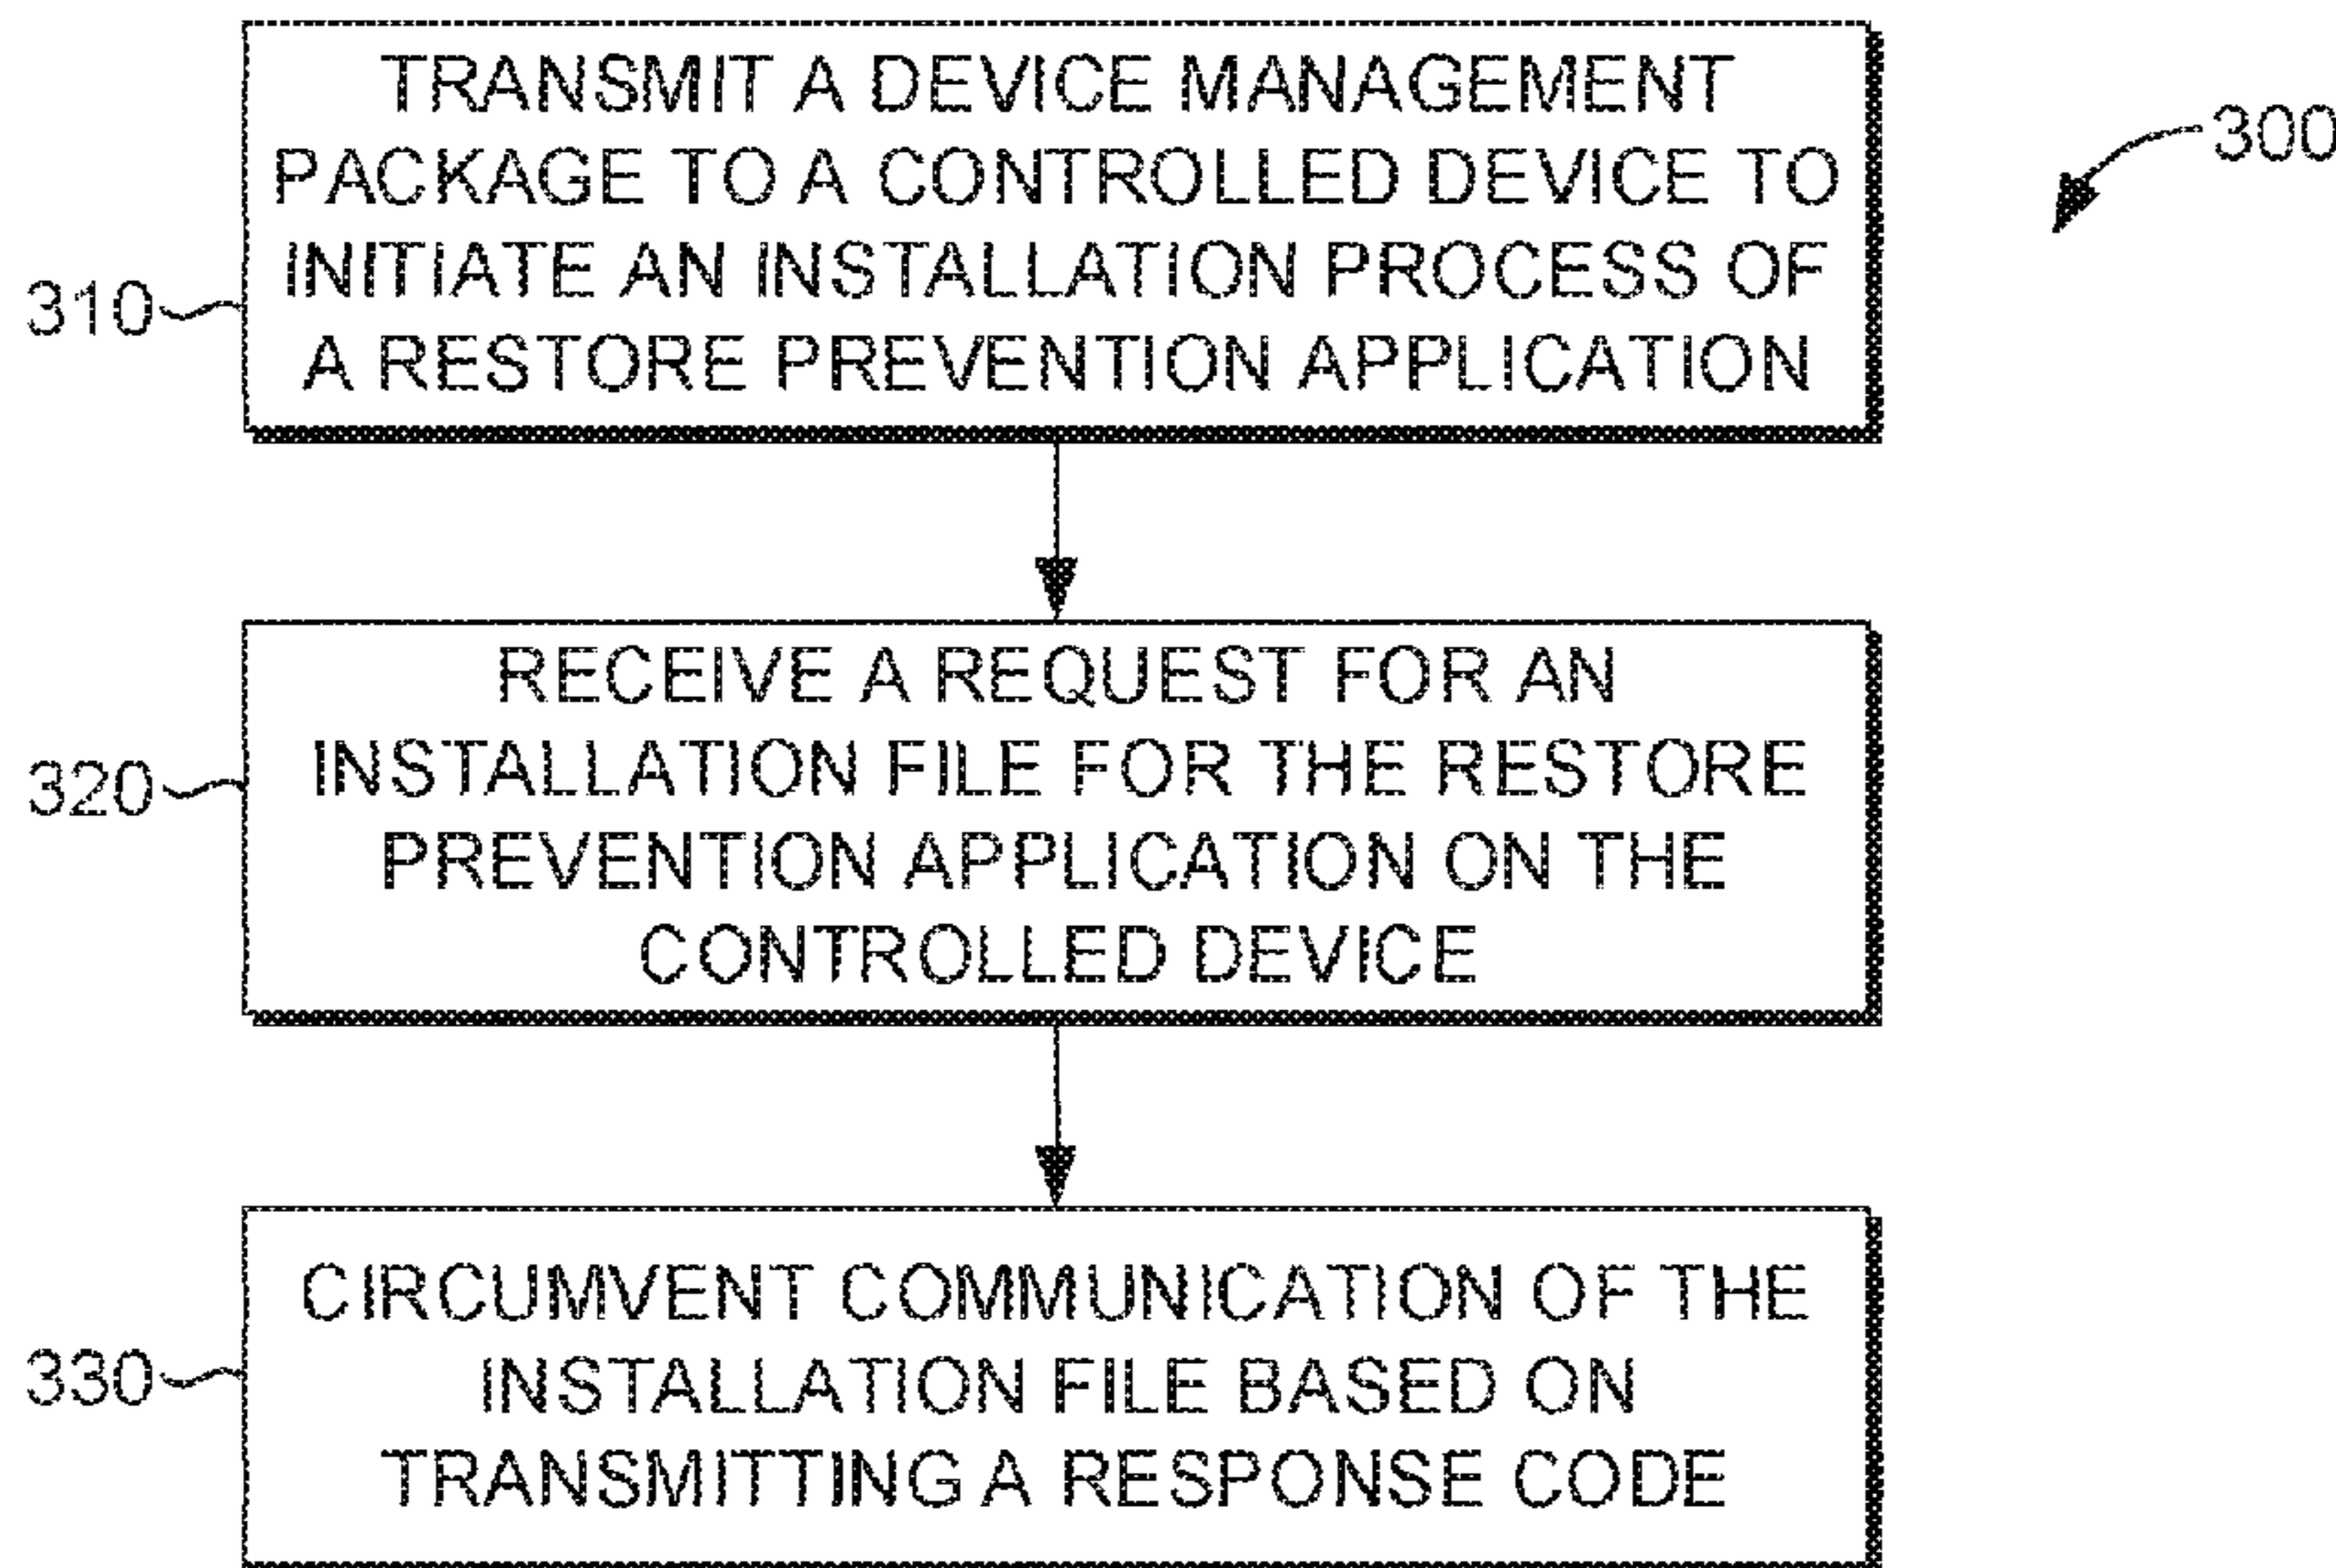 TRANSMIT A DEVICE MANAGEMENT
PACKAGE TO A CONTROLLED DEVICE TO
INITIATE AN INSTALLATION PROCESS OF
A RESTORE PREVENTION APPLICATION
300
310
RECEIVE A REQUEST FOR AN
INSTALLATION FILE FOR THE RESTORE
PREVENTION APPLICATION ON THE
CONTROLLED DEVICE
320
CIRCUMVENT COMMUNICATION OF THE
INSTALLATION FILE BASED ON
TRANSMITTING A RESPONSE CODE
330